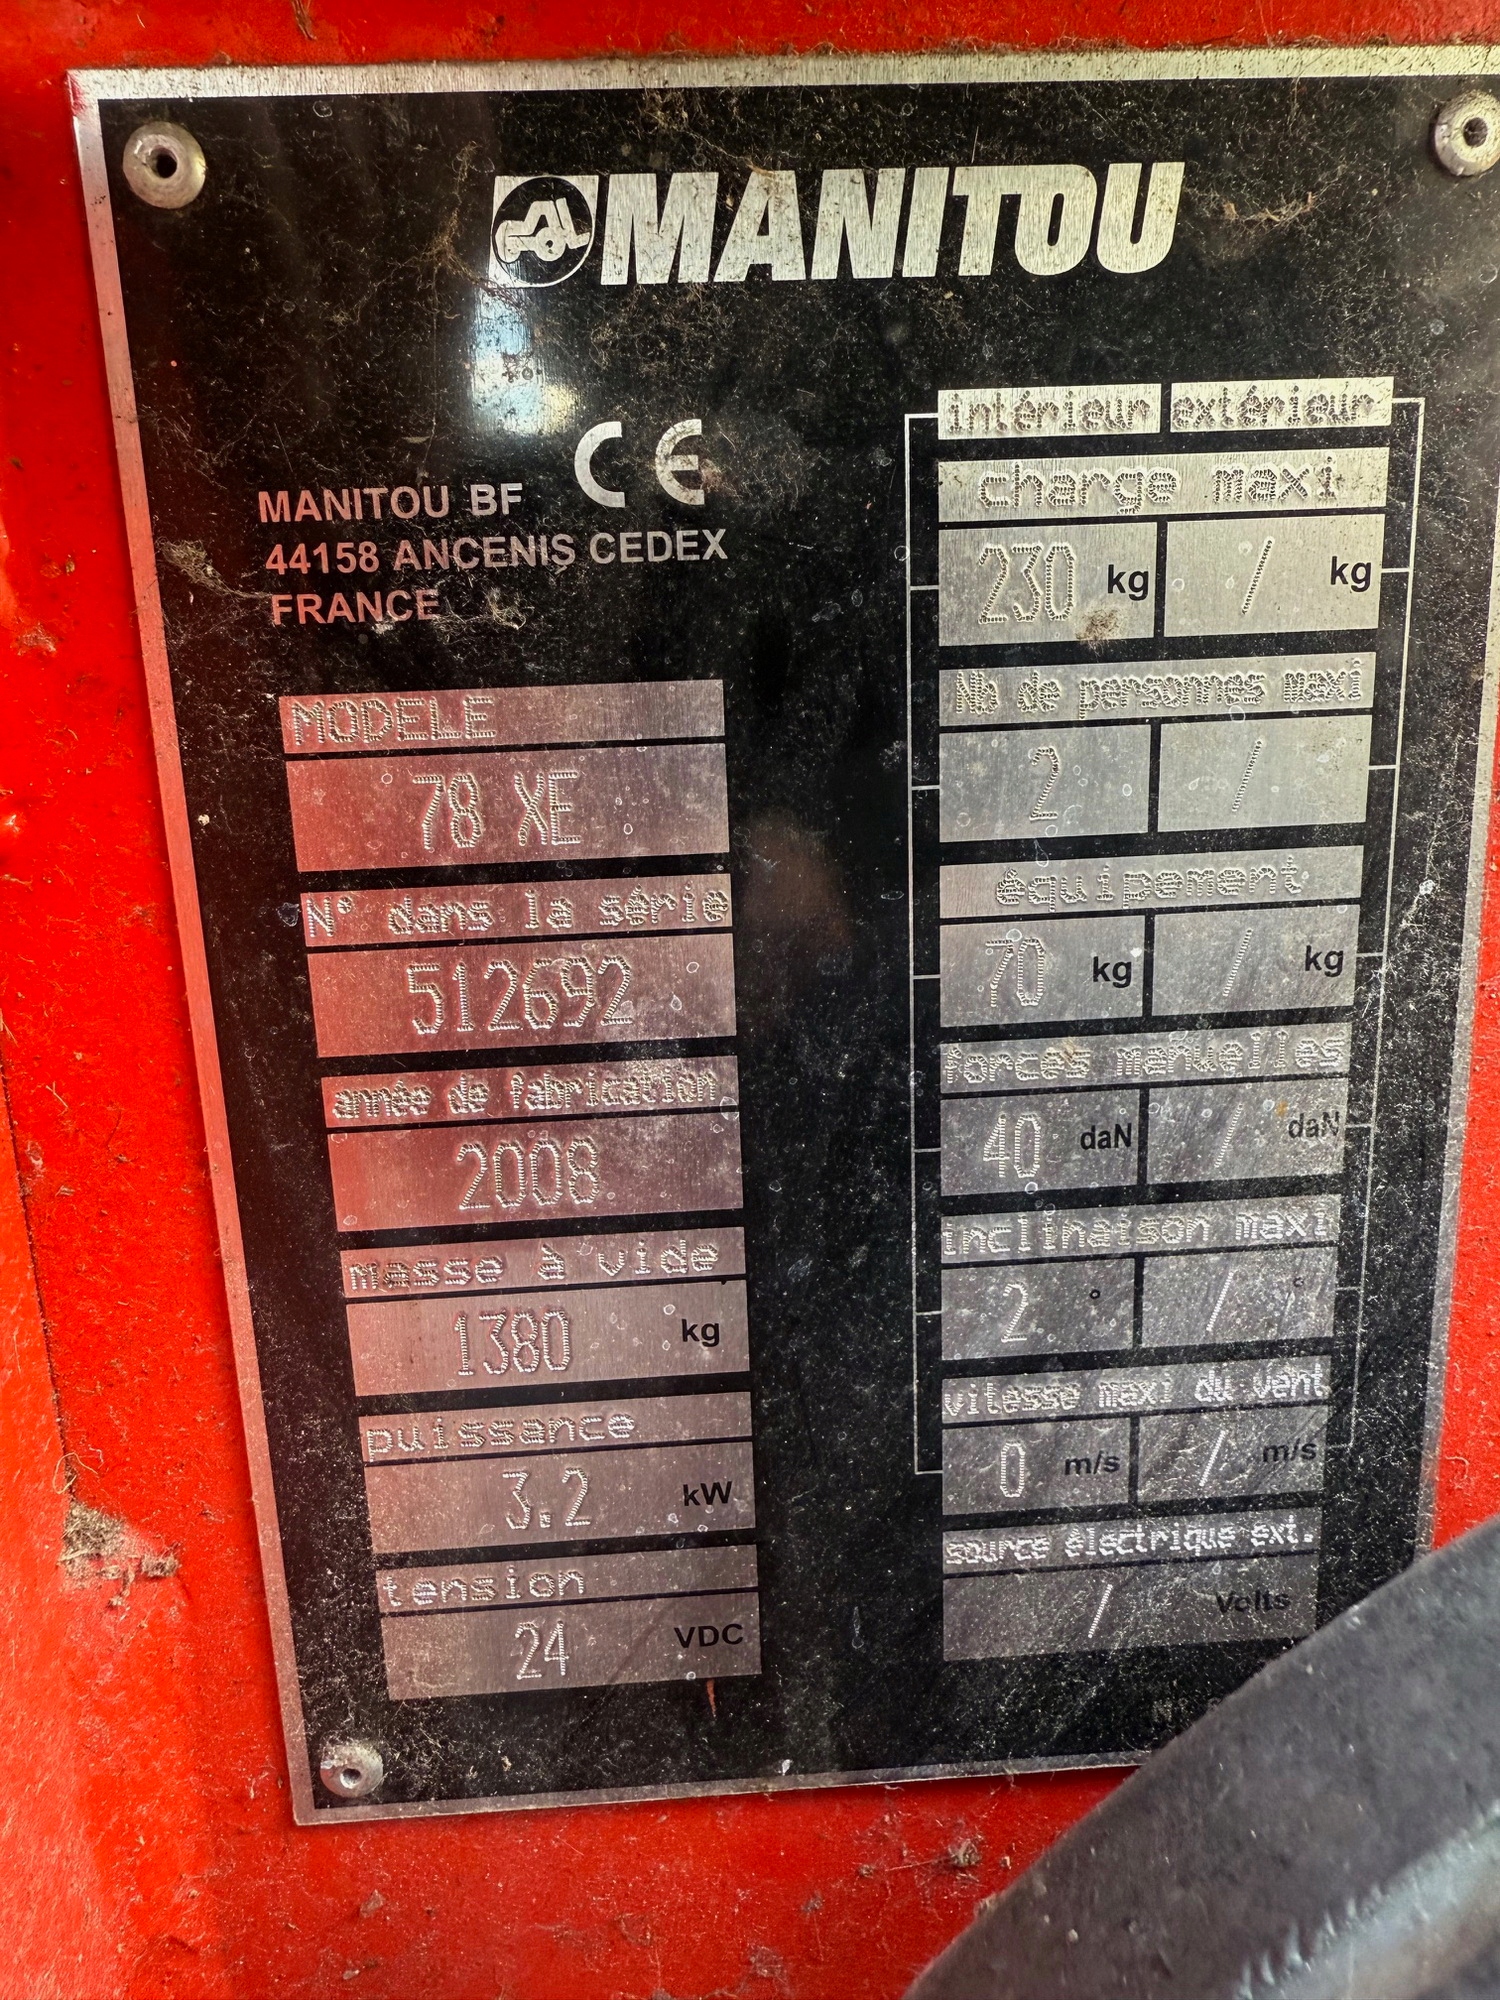 MANITOU
CE
MANITOU BF
44158 ANCENIS CEDEX
FRANCE
MODELE
78 XE
N° dans la série
512692
année de fabrication
2008
masse à vide
1380 kg
puissance
3.2 kW
tension
24 VDC
intérieur extérieur
charge maxi
230 kg / kg
Nb de personnes maxi
2 /
équipement
70 kg / kg
forces manuelles
40 daN / daN
inclinaison maxi
2 ° / °
vitesse maxi du vent
0 m/s / m/s
source électrique ext.
/ Volts